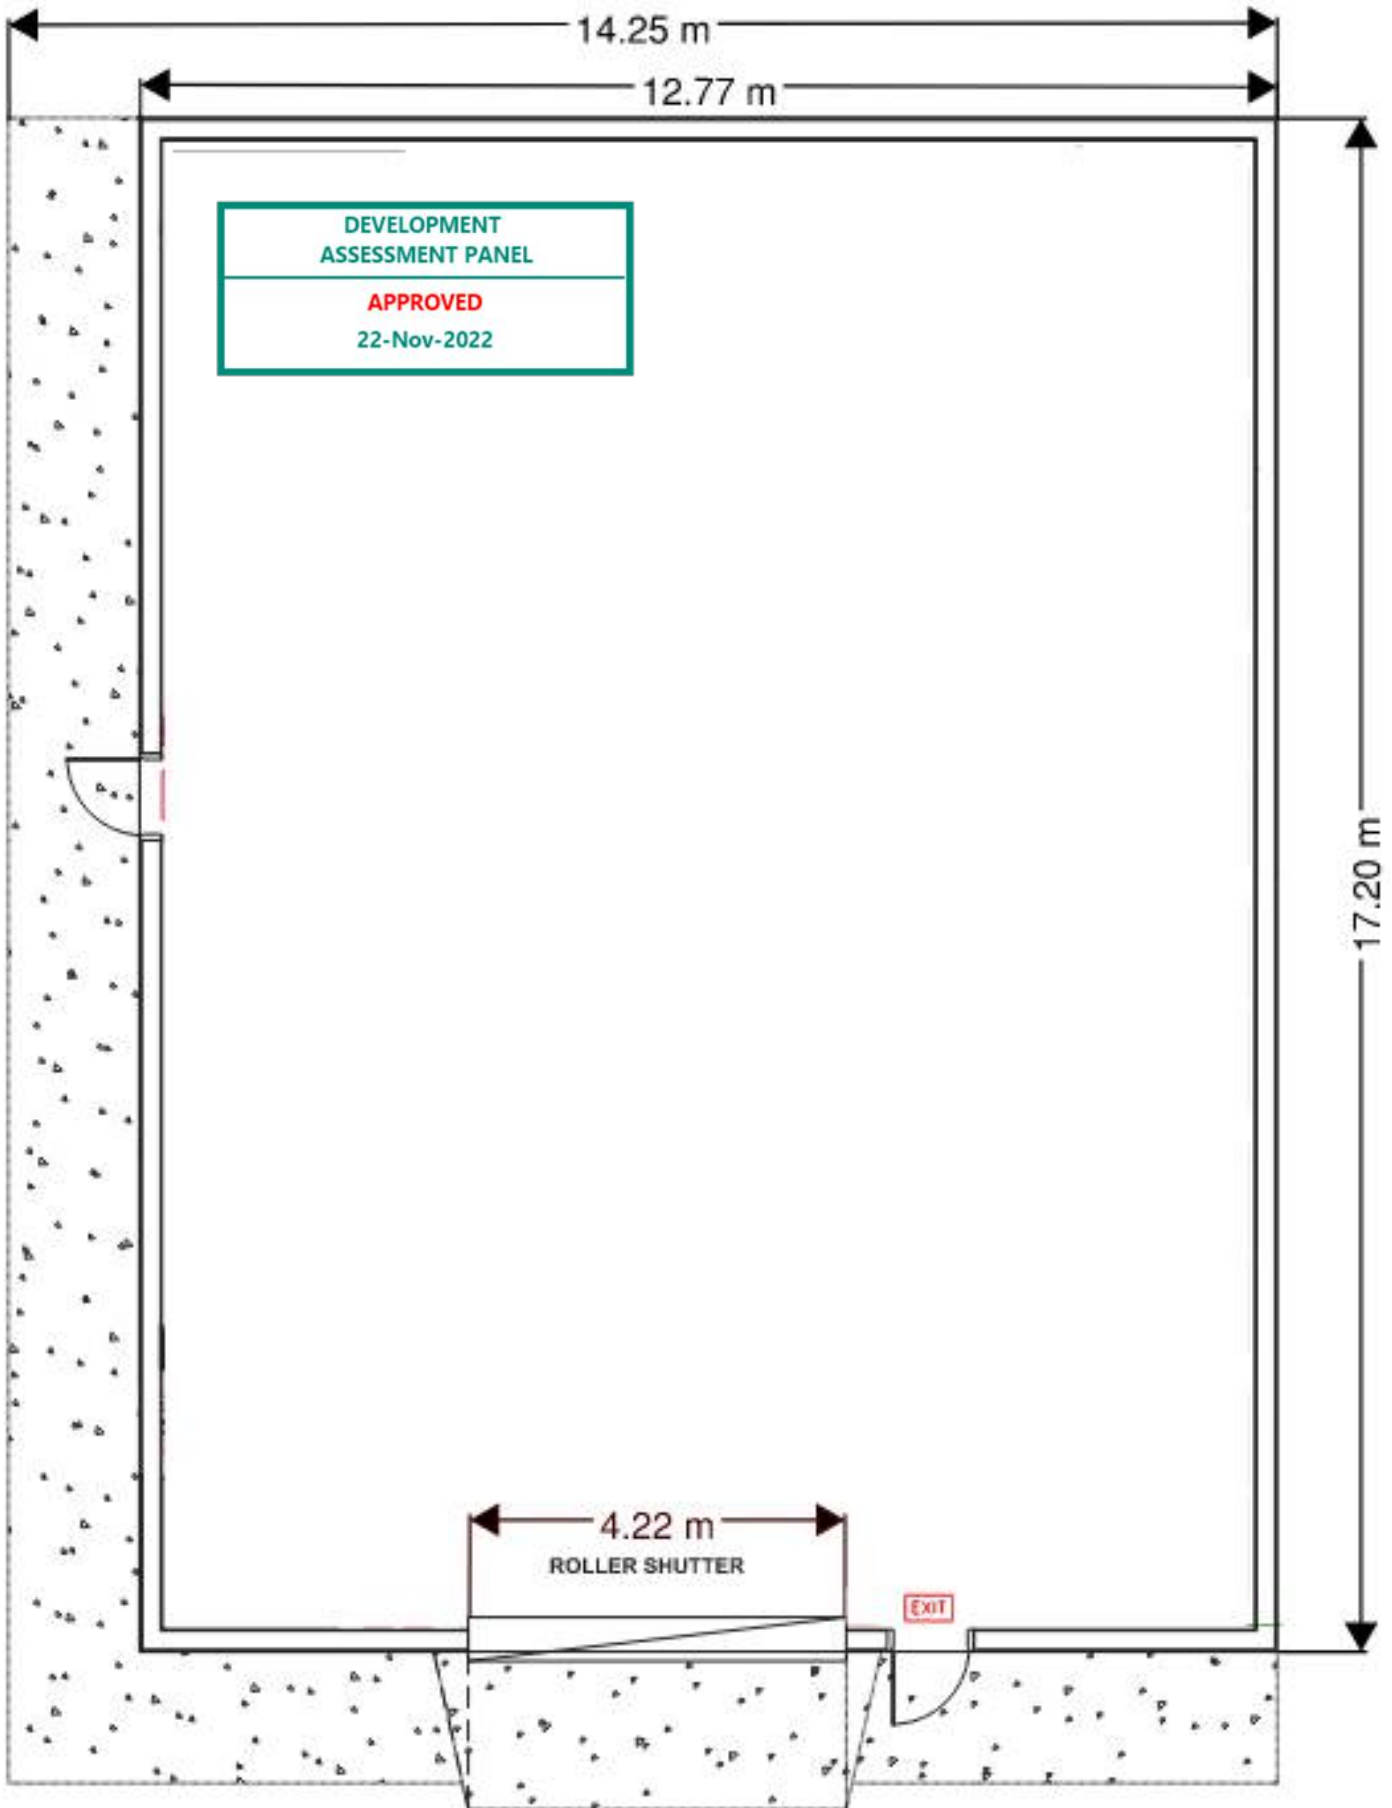 14.25 m
12.77 m
DEVELOPMENT
ASSESSMENT PANEL
APPROVED
22-Nov-2022
17.20 m
4.22 m
ROLLER SHUTTER
EXIT